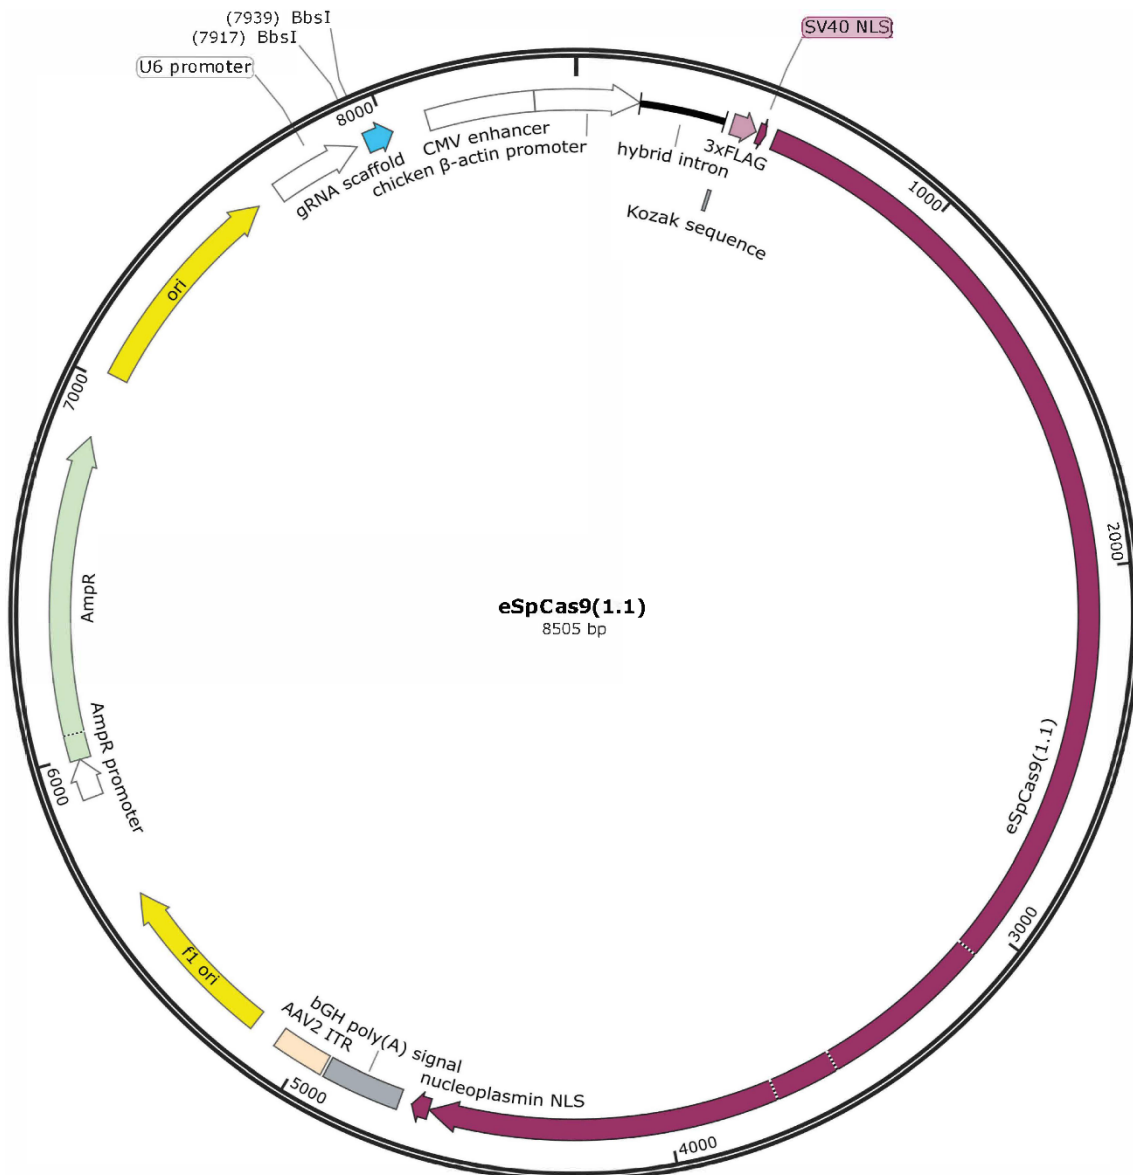 (7939) BbsI
(7917) BbsI
U6 promoter
SV40 NLS
8000
CMV enhancer
chicken β-actin promoter
gRNA scaffold
hybrid intron
3xFLAG
Kozak sequence
1000
ori
7000
2000
AmpR
eSpCas9(1.1)
8505 bp
AmpR promoter
6000
eSpCas9(1.1)
3000
f1 ori
bGH poly(A) signal
AAV2 ITR
nucleoplasmin NLS
5000
4000